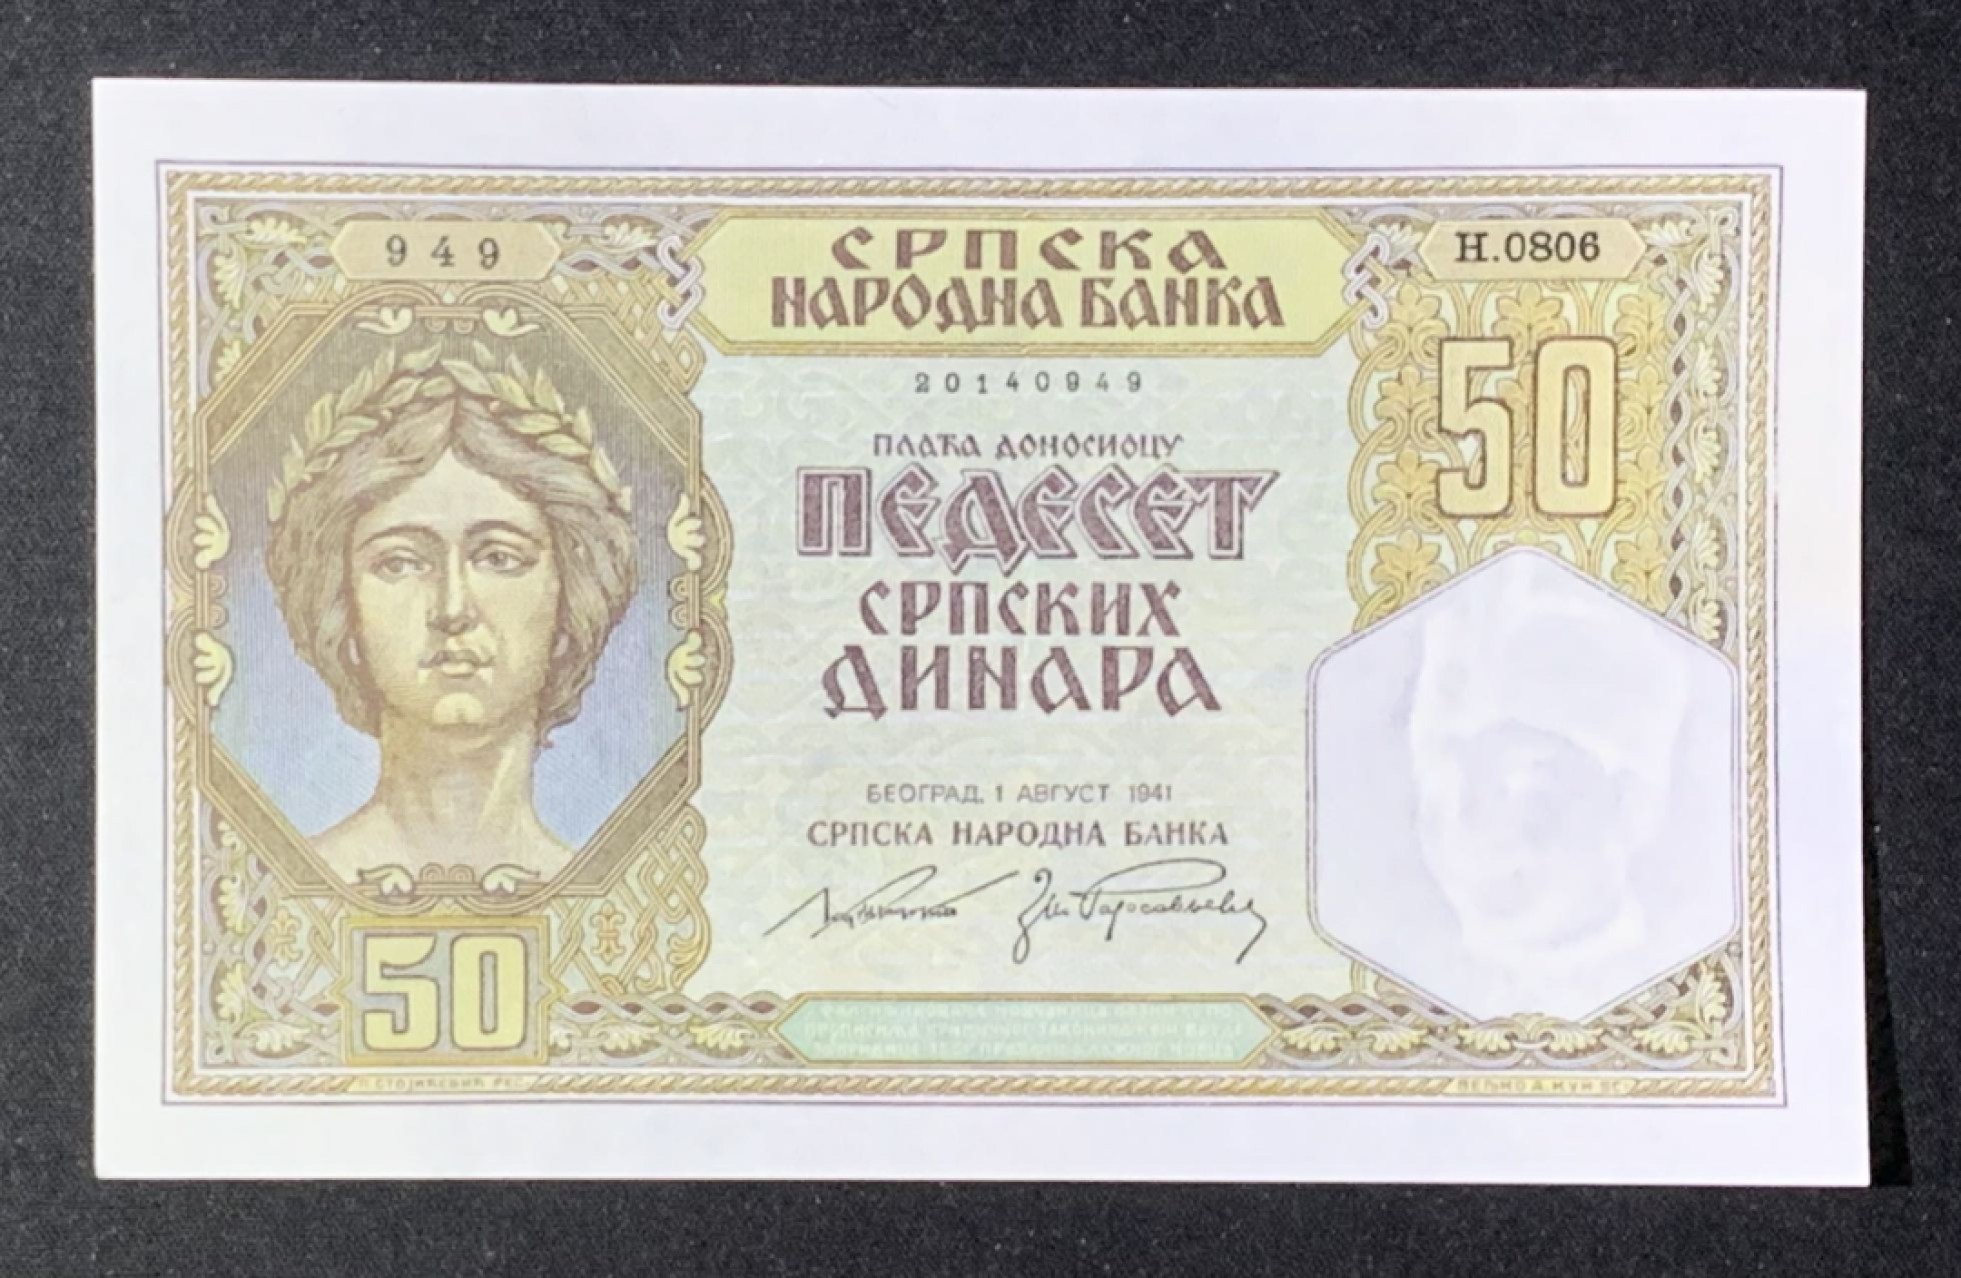 949
СРПСКА
Н.0806
НАРОДНА БАНКА
50
20140949
ПЛАЋА ДОНОСИОЦУ
ПЕДЕСЕТ
СРПСКИХ
ДИНАРА
БЕОГРАД, 1 АВГУСТ 1941
СРПСКА НАРОДНА БАНКА
50